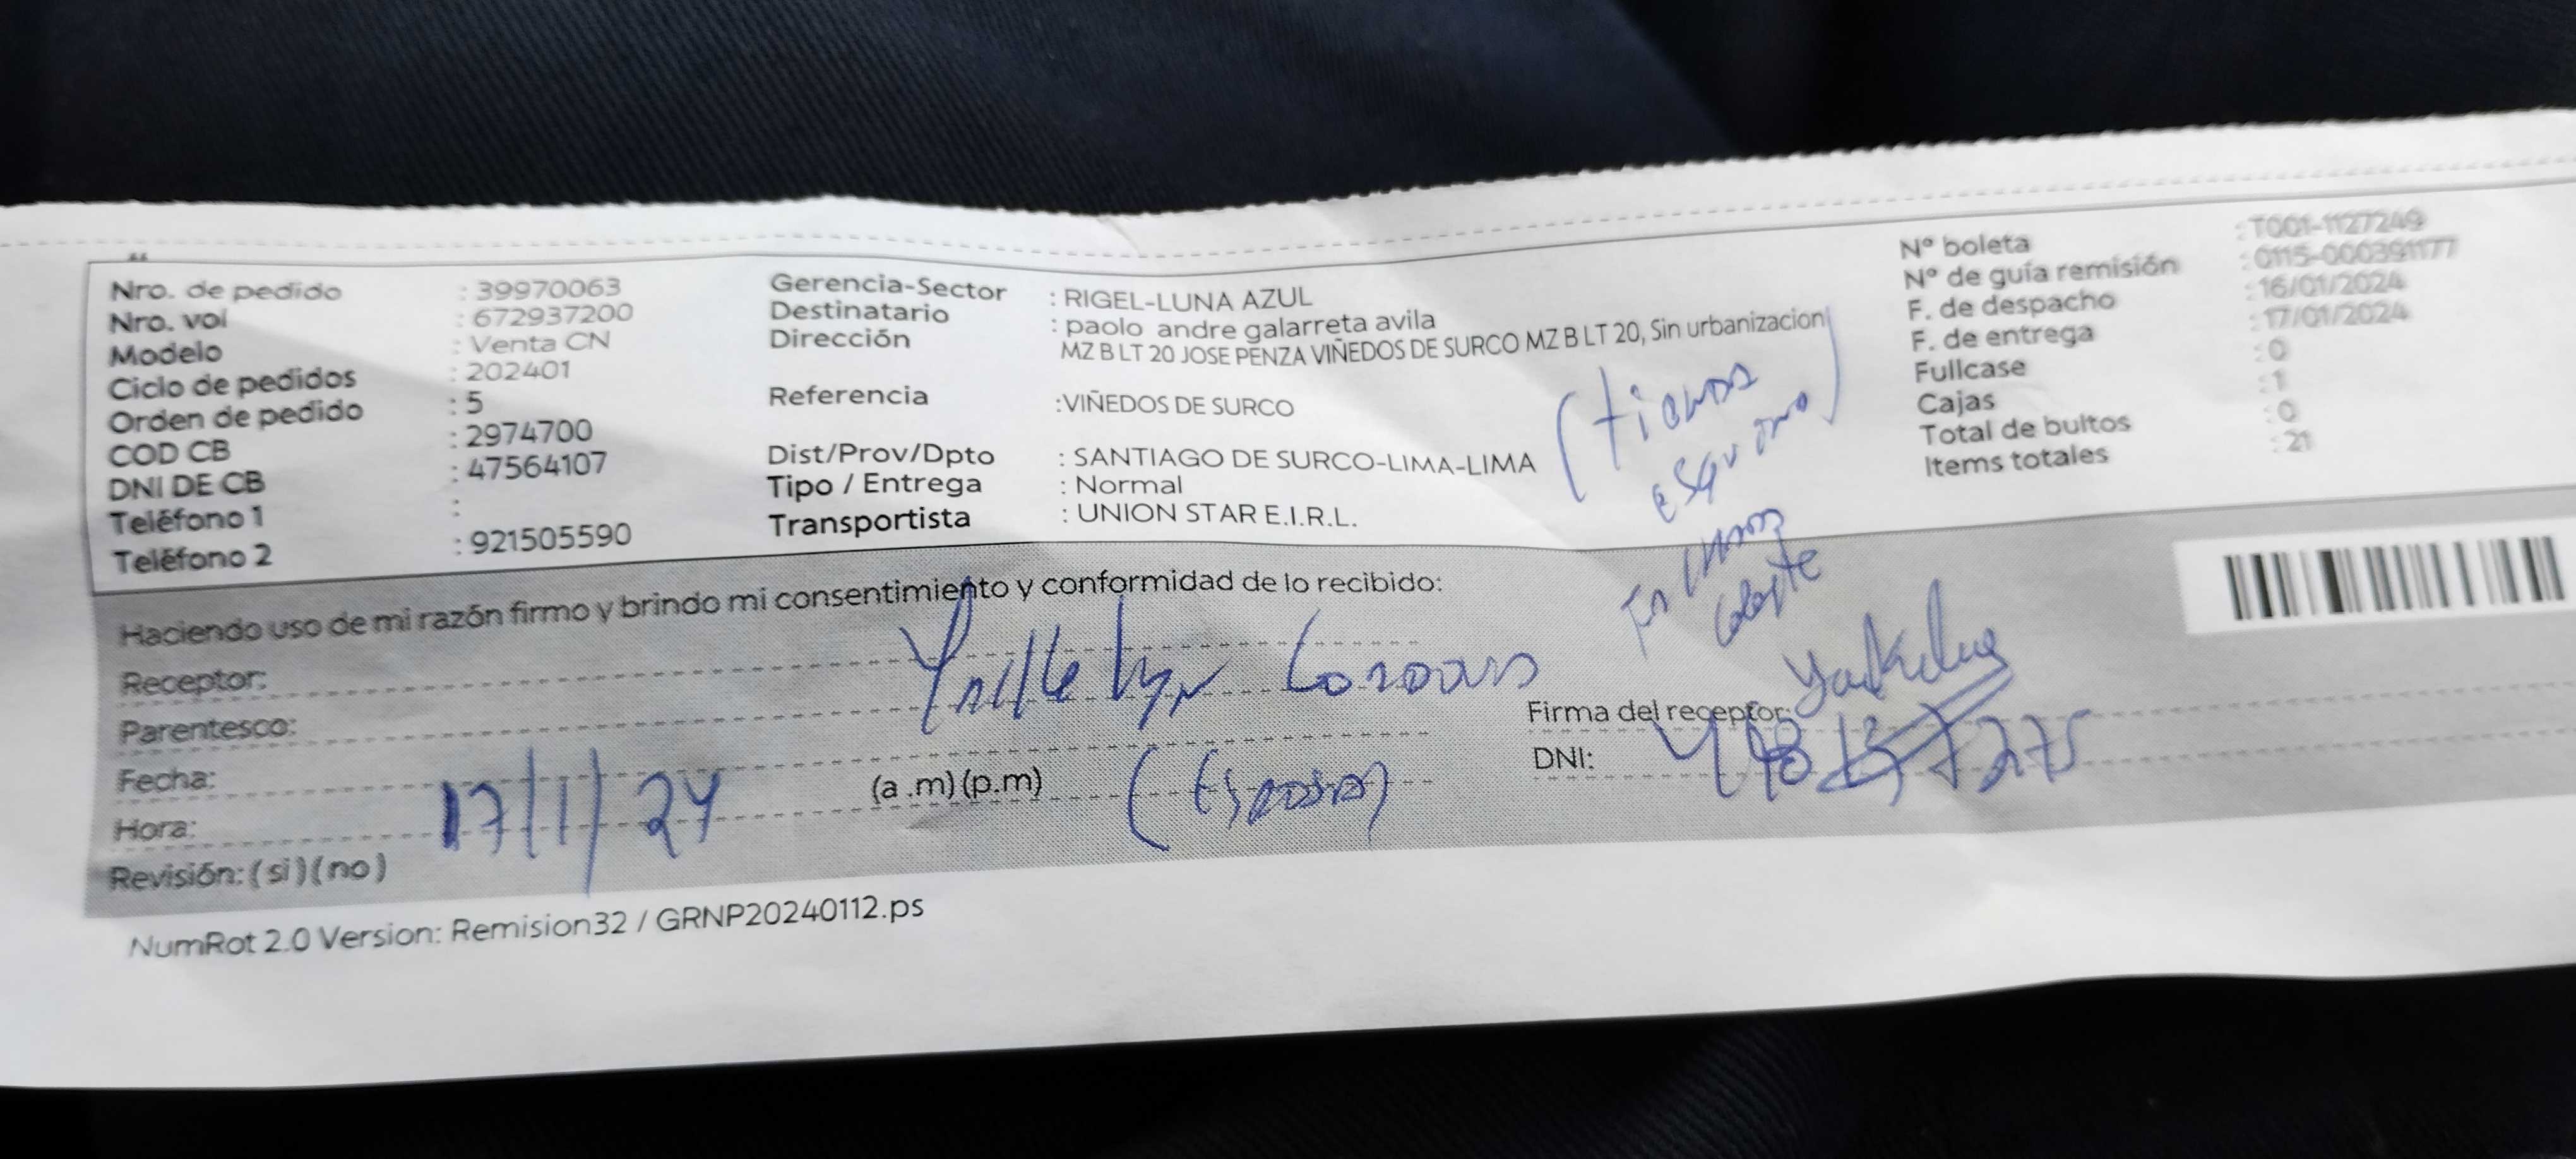 Nro. de pedido : 39970063
Nro. vol : 672937200
Modelo : Venta CN
Ciclo de pedidos : 202401
Orden de pedido : 5
COD CB : 2974700
DNI DE CB : 47564107
Teléfono 1 :
Teléfono 2 : 921505590
Gerencia-Sector : RIGEL-LUNA AZUL
Destinatario : paolo andre galarreta avila
Dirección : MZ B LT 20 JOSE PENZA VIÑEDOS DE SURCO MZ B LT 20, Sin urbanizacion
Referencia :VIÑEDOS DE SURCO
Dist/Prov/Dpto : SANTIAGO DE SURCO-LIMA-LIMA
Tipo / Entrega : Normal
Transportista : UNION STAR E.I.R.L.
N° boleta : T001-1127249
N° de guía remisión : 0115-000391177
F. de despacho : 16/01/2024
F. de entrega : 17/01/2024
Fullcase : 0
Cajas : 1
Total de bultos : 0
Items totales : 21
Haciendo uso de mi razón firmo y brindo mi consentimiento y conformidad de lo recibido:
Receptor:
Parentesco:
Fecha:
Hora: 17/1/24 (a .m)(p.m) (Esposa)
Revisión: (si)(no)
Firma del receptor:
DNI:
NumRot 2.0 Version: Remision32 / GRNP20240112.ps